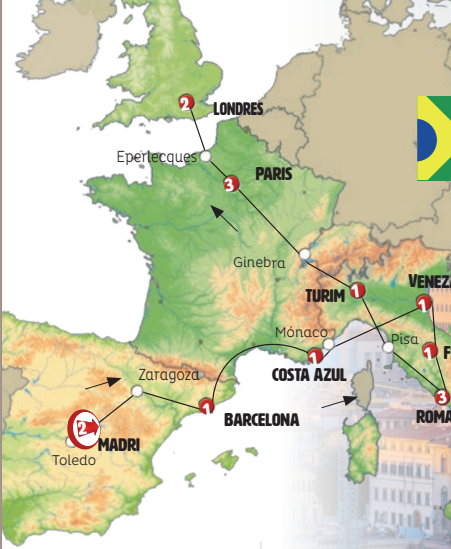 2
LONDRES
Eperlecques
3
PARIS
Ginebra
TURIM
1
VENEZ
1
Mónaco
Pisa
1
F
1
COSTA AZUL
Zaragoza
3
ROMA
1
BARCELONA
2
MADRI
Toledo